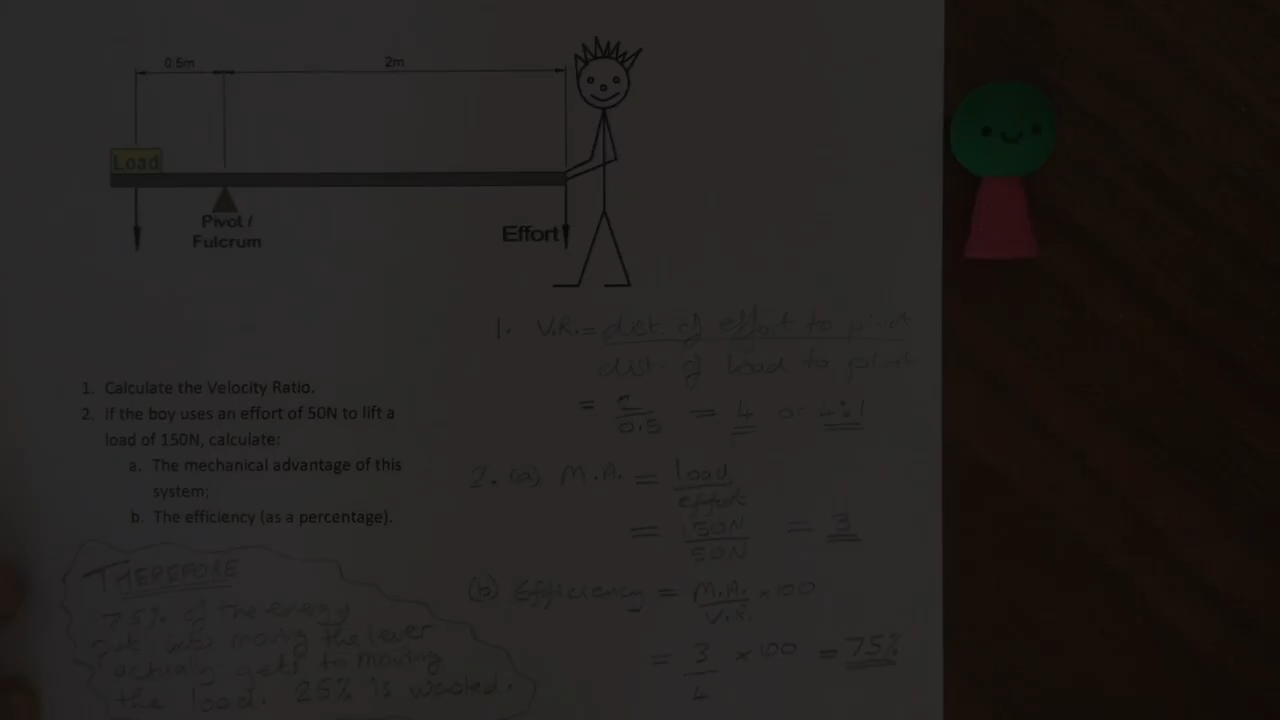 0.5m
2m
Load
Pivot /
Fulcrum
Effort
1. Calculate the Velocity Ratio.
2. If the boy uses an effort of 50N to lift a
load of 150N, calculate:
a. The mechanical advantage of this
system;
b. The efficiency (as a percentage).
1. V.R. = dist. of effort to pivot
dist. of load to pivot
= 2
0.5
= 4 or 4:1
2. (a) M.A. = load
effort
= 150N
50N
= 3
(b) Efficiency = M.A. × 100
V.R.
= 3 × 100 = 75%
4
THEREFORE
75% of the energy
put into moving the lever
actually gets to moving
the load. 25% is wasted.